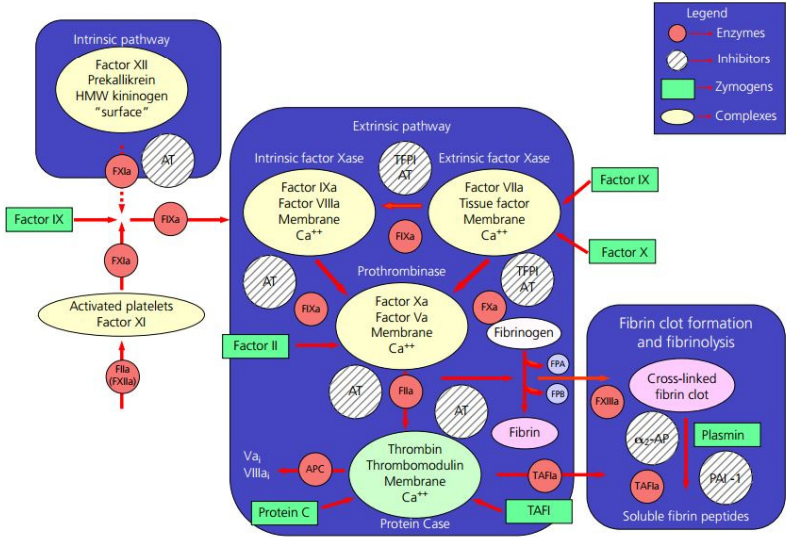 Intrinsic pathway
Factor XII
Prekallikrein
HMW kininogen
“surface”
FXIa
AT
Factor IX
FIXa
FXIa
Activated platelets
Factor XI
FIIa
(FXIIa)
Extrinsic pathway
Intrinsic factor Xase
Factor IXa
Factor VIIIa
Membrane
Ca++
TFPI
AT
FIXa
Extrinsic factor Xase
Factor VIIa
Tissue factor
Membrane
Ca++
Factor IX
Factor X
AT
FIXa
Prothrombinase
Factor Xa
Factor Va
Membrane
Ca++
FXa
TFPI
AT
Factor II
Fibrinogen
FPA
FPB
Fibrin
AT
FIIa
AT
Thrombin
Thrombomodulin
Membrane
Ca++
Vai
VIIIai
APC
Protein C
Protein Case
TAFI
TAFIa
Fibrin clot formation
and fibrinolysis
Cross-linked
fibrin clot
FXIIIa
α2-AP
Plasmin
TAFIa
PAI -1
Soluble fibrin peptides
Legend
Enzymes
Inhibitors
Zymogens
Complexes